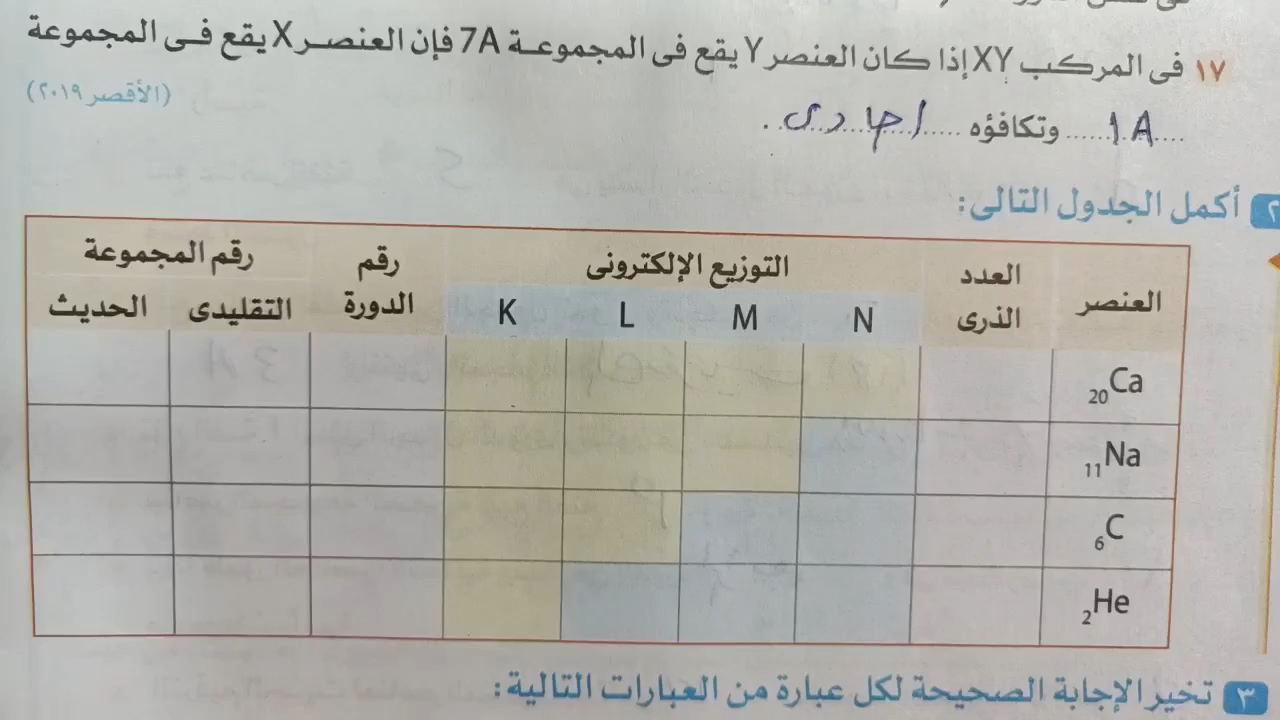 ١٧ فى المركب XY إذا كان العنصر Y يقع فى المجموعة 7A فإن العنصر X يقع فى المجموعة
....1A.... وتكافؤه ....احادى.... . (الأقصر ٢٠١٩)
٢ أكمل الجدول التالى:
العنصر العدد الذرى التوزيع الإلكترونى رقم الدورة رقم المجموعة
N M L K التقليدى الحديث
₂₀Ca
₁₁Na
₆C
₂He
٣ تخير الإجابة الصحيحة لكل عبارة من العبارات التالية: